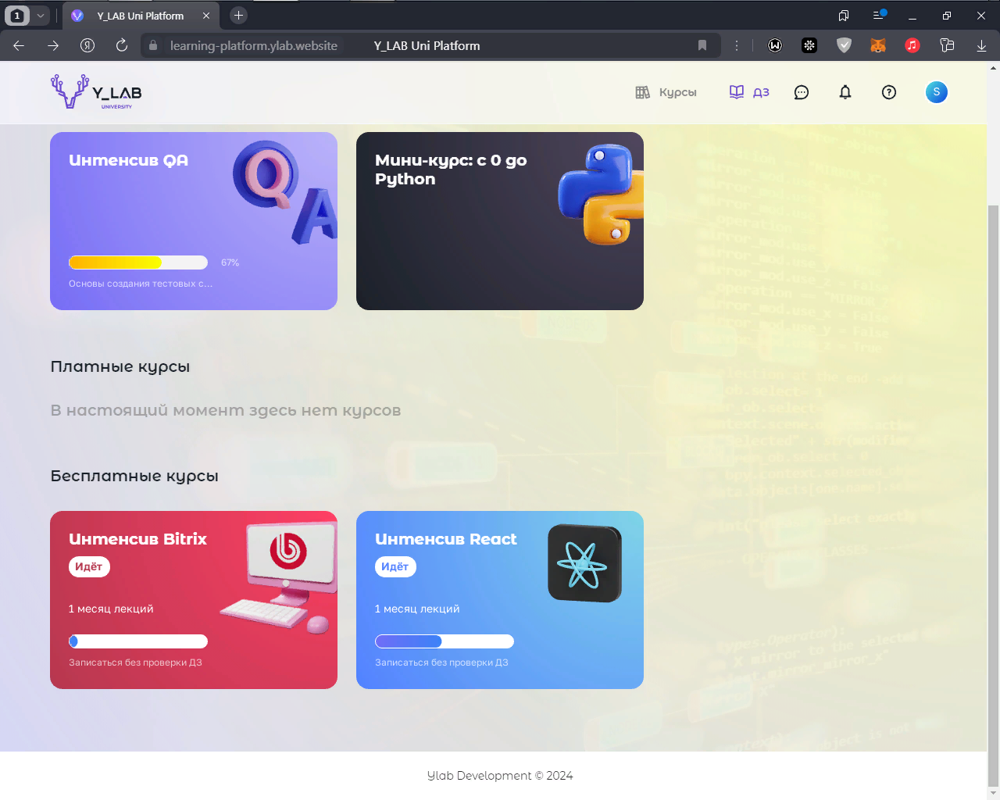 1
Y_LAB Uni Platform
learning-platform.ylab.website
Y_LAB Uni Platform
Y_LAB
UNIVERSITY
Курсы
ДЗ
S
Интенсив QA
QA
67%
Основы создания тестовых с...
Мини-курс: с 0 до
Python
Платные курсы
В настоящий момент здесь нет курсов
Бесплатные курсы
Интенсив Bitrix
Идёт
1 месяц лекций
Записаться без проверки ДЗ
Интенсив React
Идёт
1 месяц лекций
Записаться без проверки ДЗ
Ylab Development © 2024